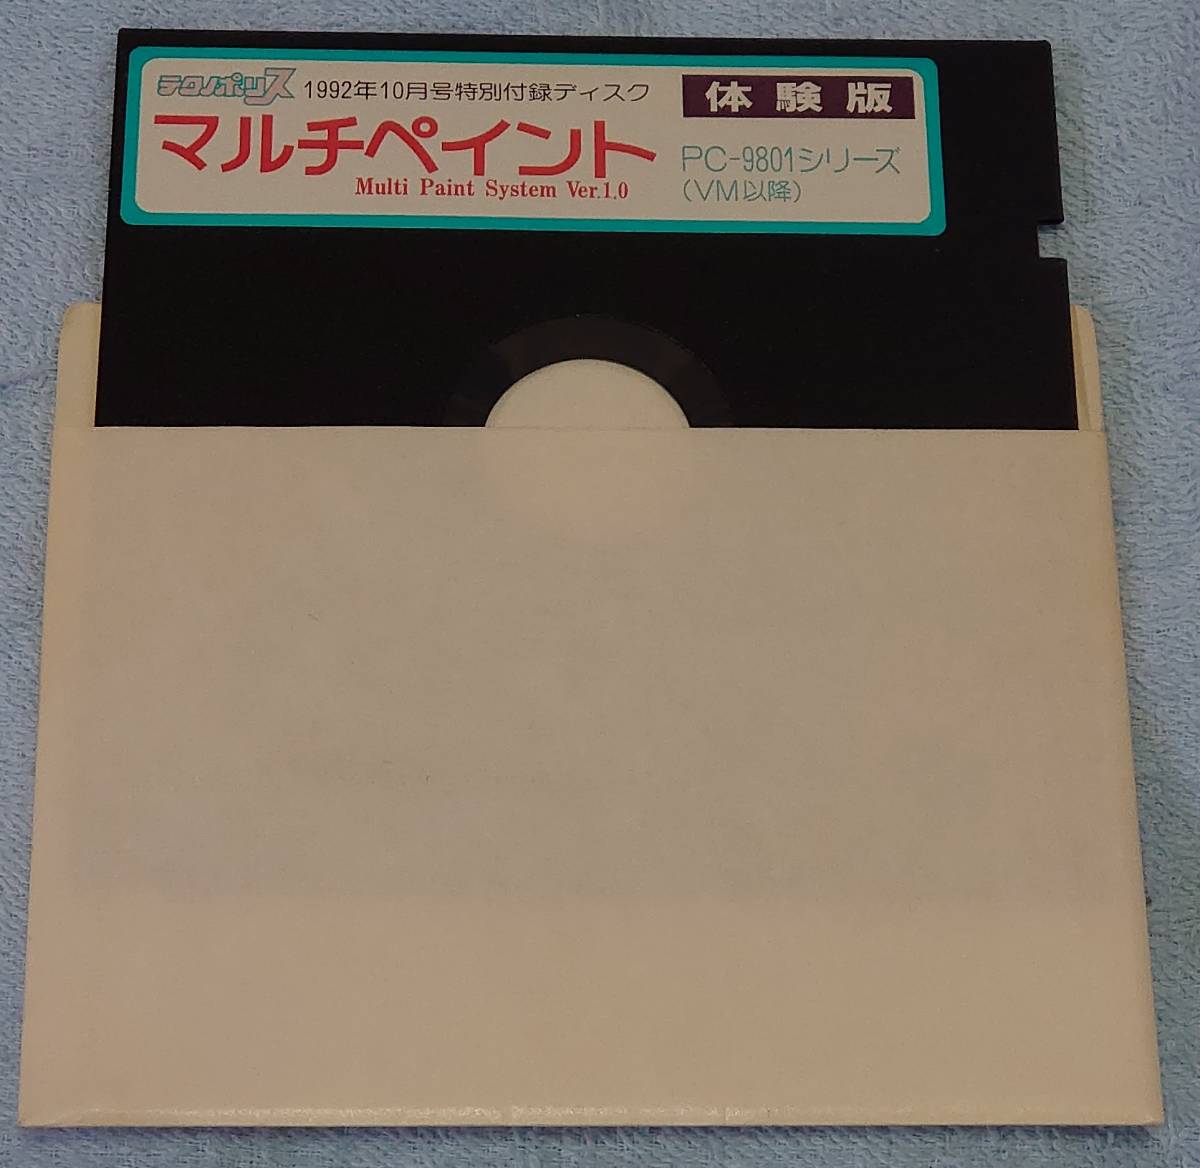 テクノポリス 1992年10月号特別付録ディスク
体験版
マルチペイント
Multi Paint System Ver.1.0
PC-9801シリーズ
(VM以降)